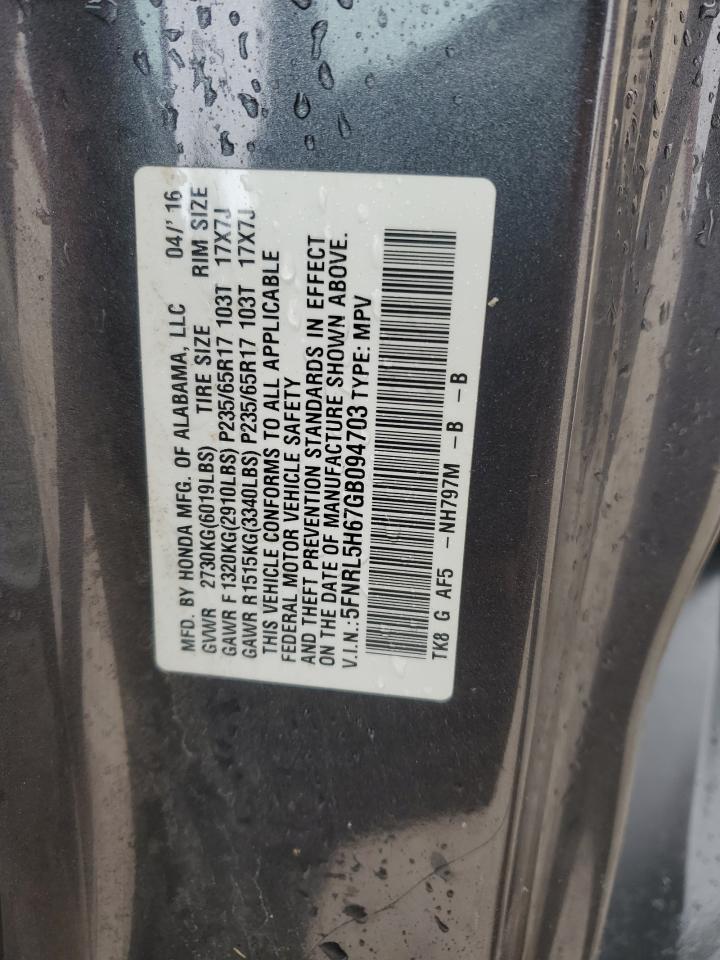 MFD. BY HONDA MFG. OF ALABAMA, LLC 04/' 16
GVWR 2730KG(6019LBS) TIRE SIZE RIM SIZE
GAWR F 1320KG(2910LBS) P235/65R17 103T 17X7J
GAWR R 1515KG(3340LBS) P235/65R17 103T 17X7J
THIS VEHICLE CONFORMS TO ALL APPLICABLE
FEDERAL MOTOR VEHICLE SAFETY
AND THEFT PREVENTION STANDARDS IN EFFECT
ON THE DATE OF MANUFACTURE SHOWN ABOVE.
V.I.N.:5FNRL5H67GB094703 TYPE: MPV
TK8 G AF5 -NH797M -B -B